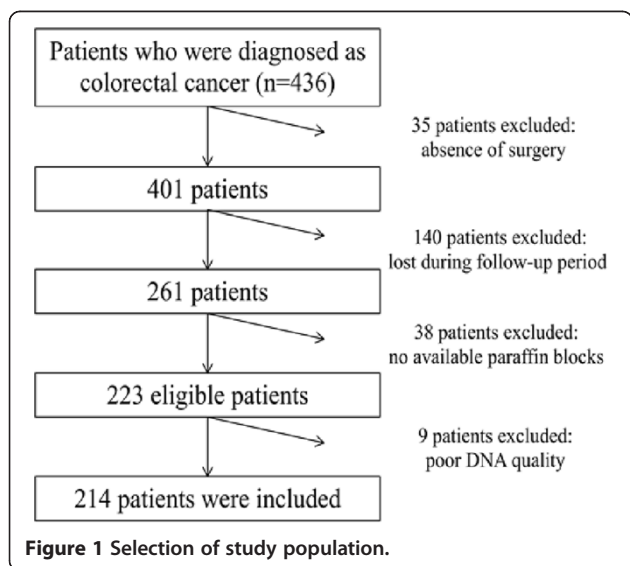 Patients who were diagnosed as
colorectal cancer (n=436)
35 patients excluded:
absence of surgery
401 patients
140 patients excluded:
lost during follow-up period
261 patients
38 patients excluded:
no available paraffin blocks
223 eligible patients
9 patients excluded:
poor DNA quality
214 patients were included
Figure 1 Selection of study population.